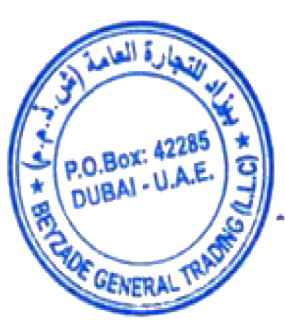 بيزاد للتجارة العامة (ش.ذ.م.م)
P.O.Box: 42285
DUBAI - U.A.E.
★ BEYZADE GENERAL TRADING (L.L.C) ★